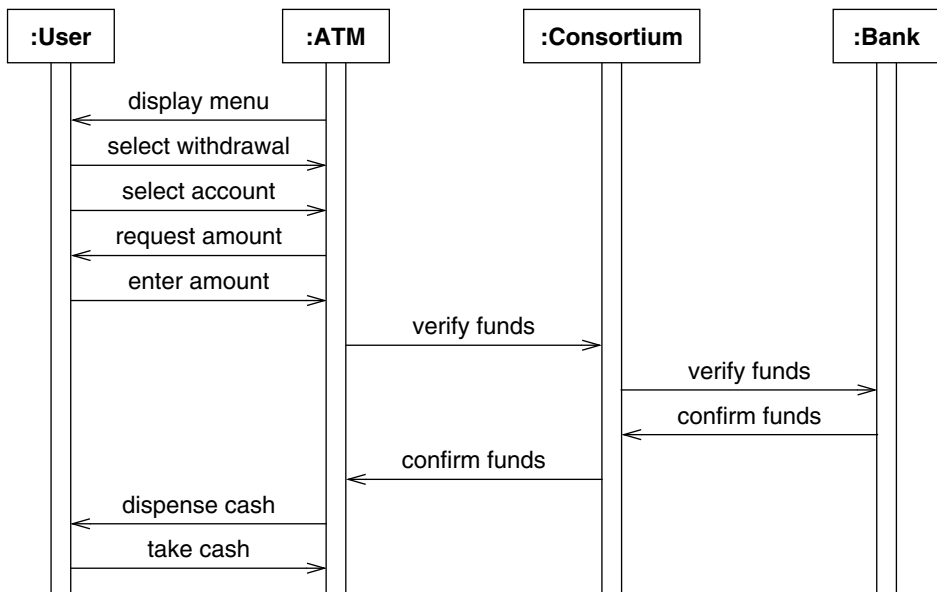 :User
:ATM
:Consortium
:Bank
display menu
select withdrawal
select account
request amount
enter amount
verify funds
verify funds
confirm funds
confirm funds
dispense cash
take cash